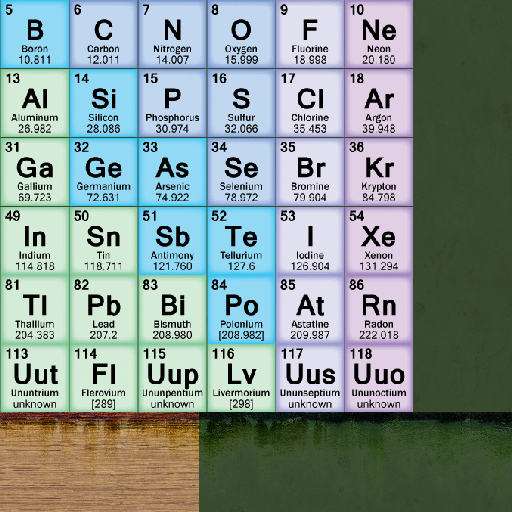 5 6 7 8 9 10
B C N O F Ne
Boron Carbon Nitrogen Oxygen Fluorine Neon
10.811 12.011 14.007 15.999 18.998 20.180
13 14 15 16 17 18
Al Si P S Cl Ar
Aluminum Silicon Phosphorus Sulfur Chlorine Argon
26.982 28.086 30.974 32.066 35.453 39.948
31 32 33 34 35 36
Ga Ge As Se Br Kr
Gallium Germanium Arsenic Selenium Bromine Krypton
69.723 72.631 74.922 78.972 79.904 84.798
49 50 51 52 53 54
In Sn Sb Te I Xe
Indium Tin Antimony Tellurium Iodine Xenon
114.818 118.711 121.760 127.6 126.904 131.294
81 82 83 84 85 86
Tl Pb Bi Po At Rn
Thallium Lead Bismuth Polonium Astatine Radon
204.383 207.2 208.980 [208.982] 209.987 222.018
113 114 115 116 117 118
Uut Fl Uup Lv Uus Uuo
Ununtrium Flerovium Ununpentium Livermorium Ununseptium Ununoctium
unknown [289] unknown [298] unknown unknown